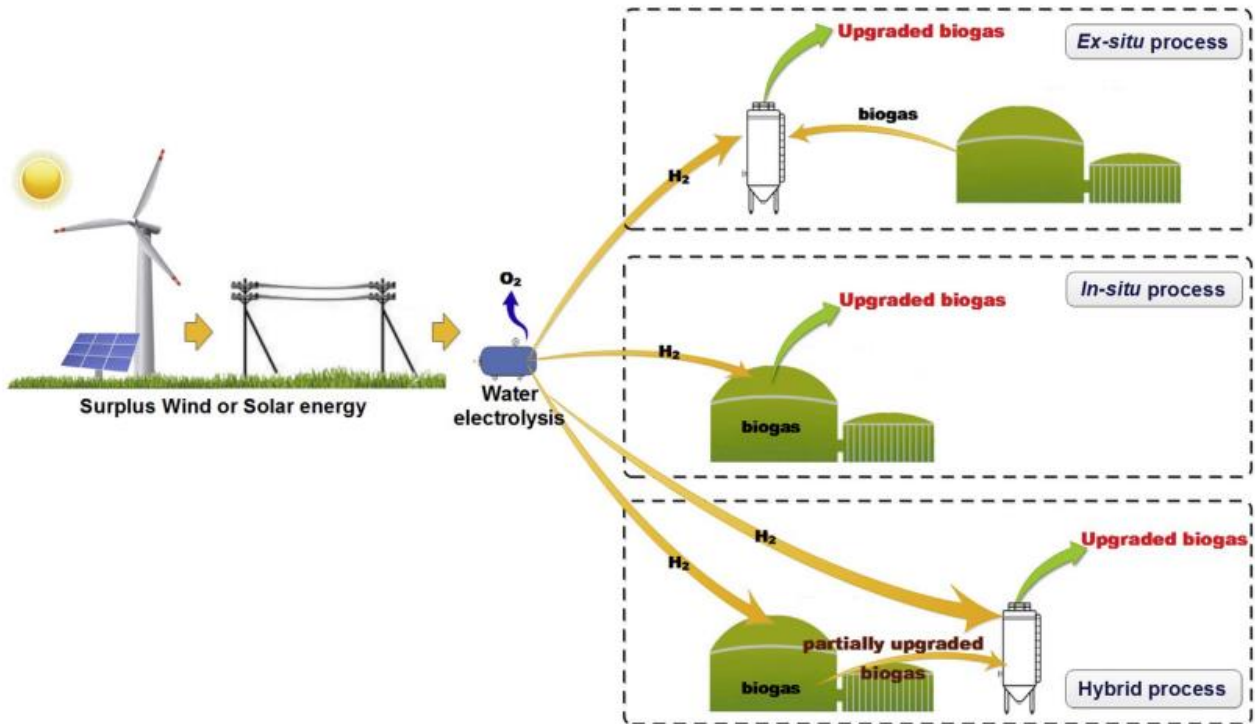 Upgraded biogas
Ex-situ process
biogas
H₂
O₂
Upgraded biogas
In-situ process
H₂
Surplus Wind or Solar energy
Water
electrolysis
biogas
H₂
H₂
Upgraded biogas
partially upgraded
biogas
biogas
Hybrid process